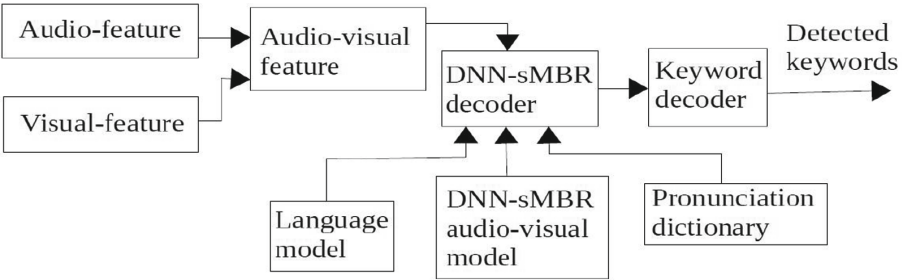 Audio-feature
Visual-feature
Audio-visual
feature
DNN-sMBR
decoder
Keyword
decoder
Detected
keywords
Language
model
DNN-sMBR
audio-visual
model
Pronunciation
dictionary